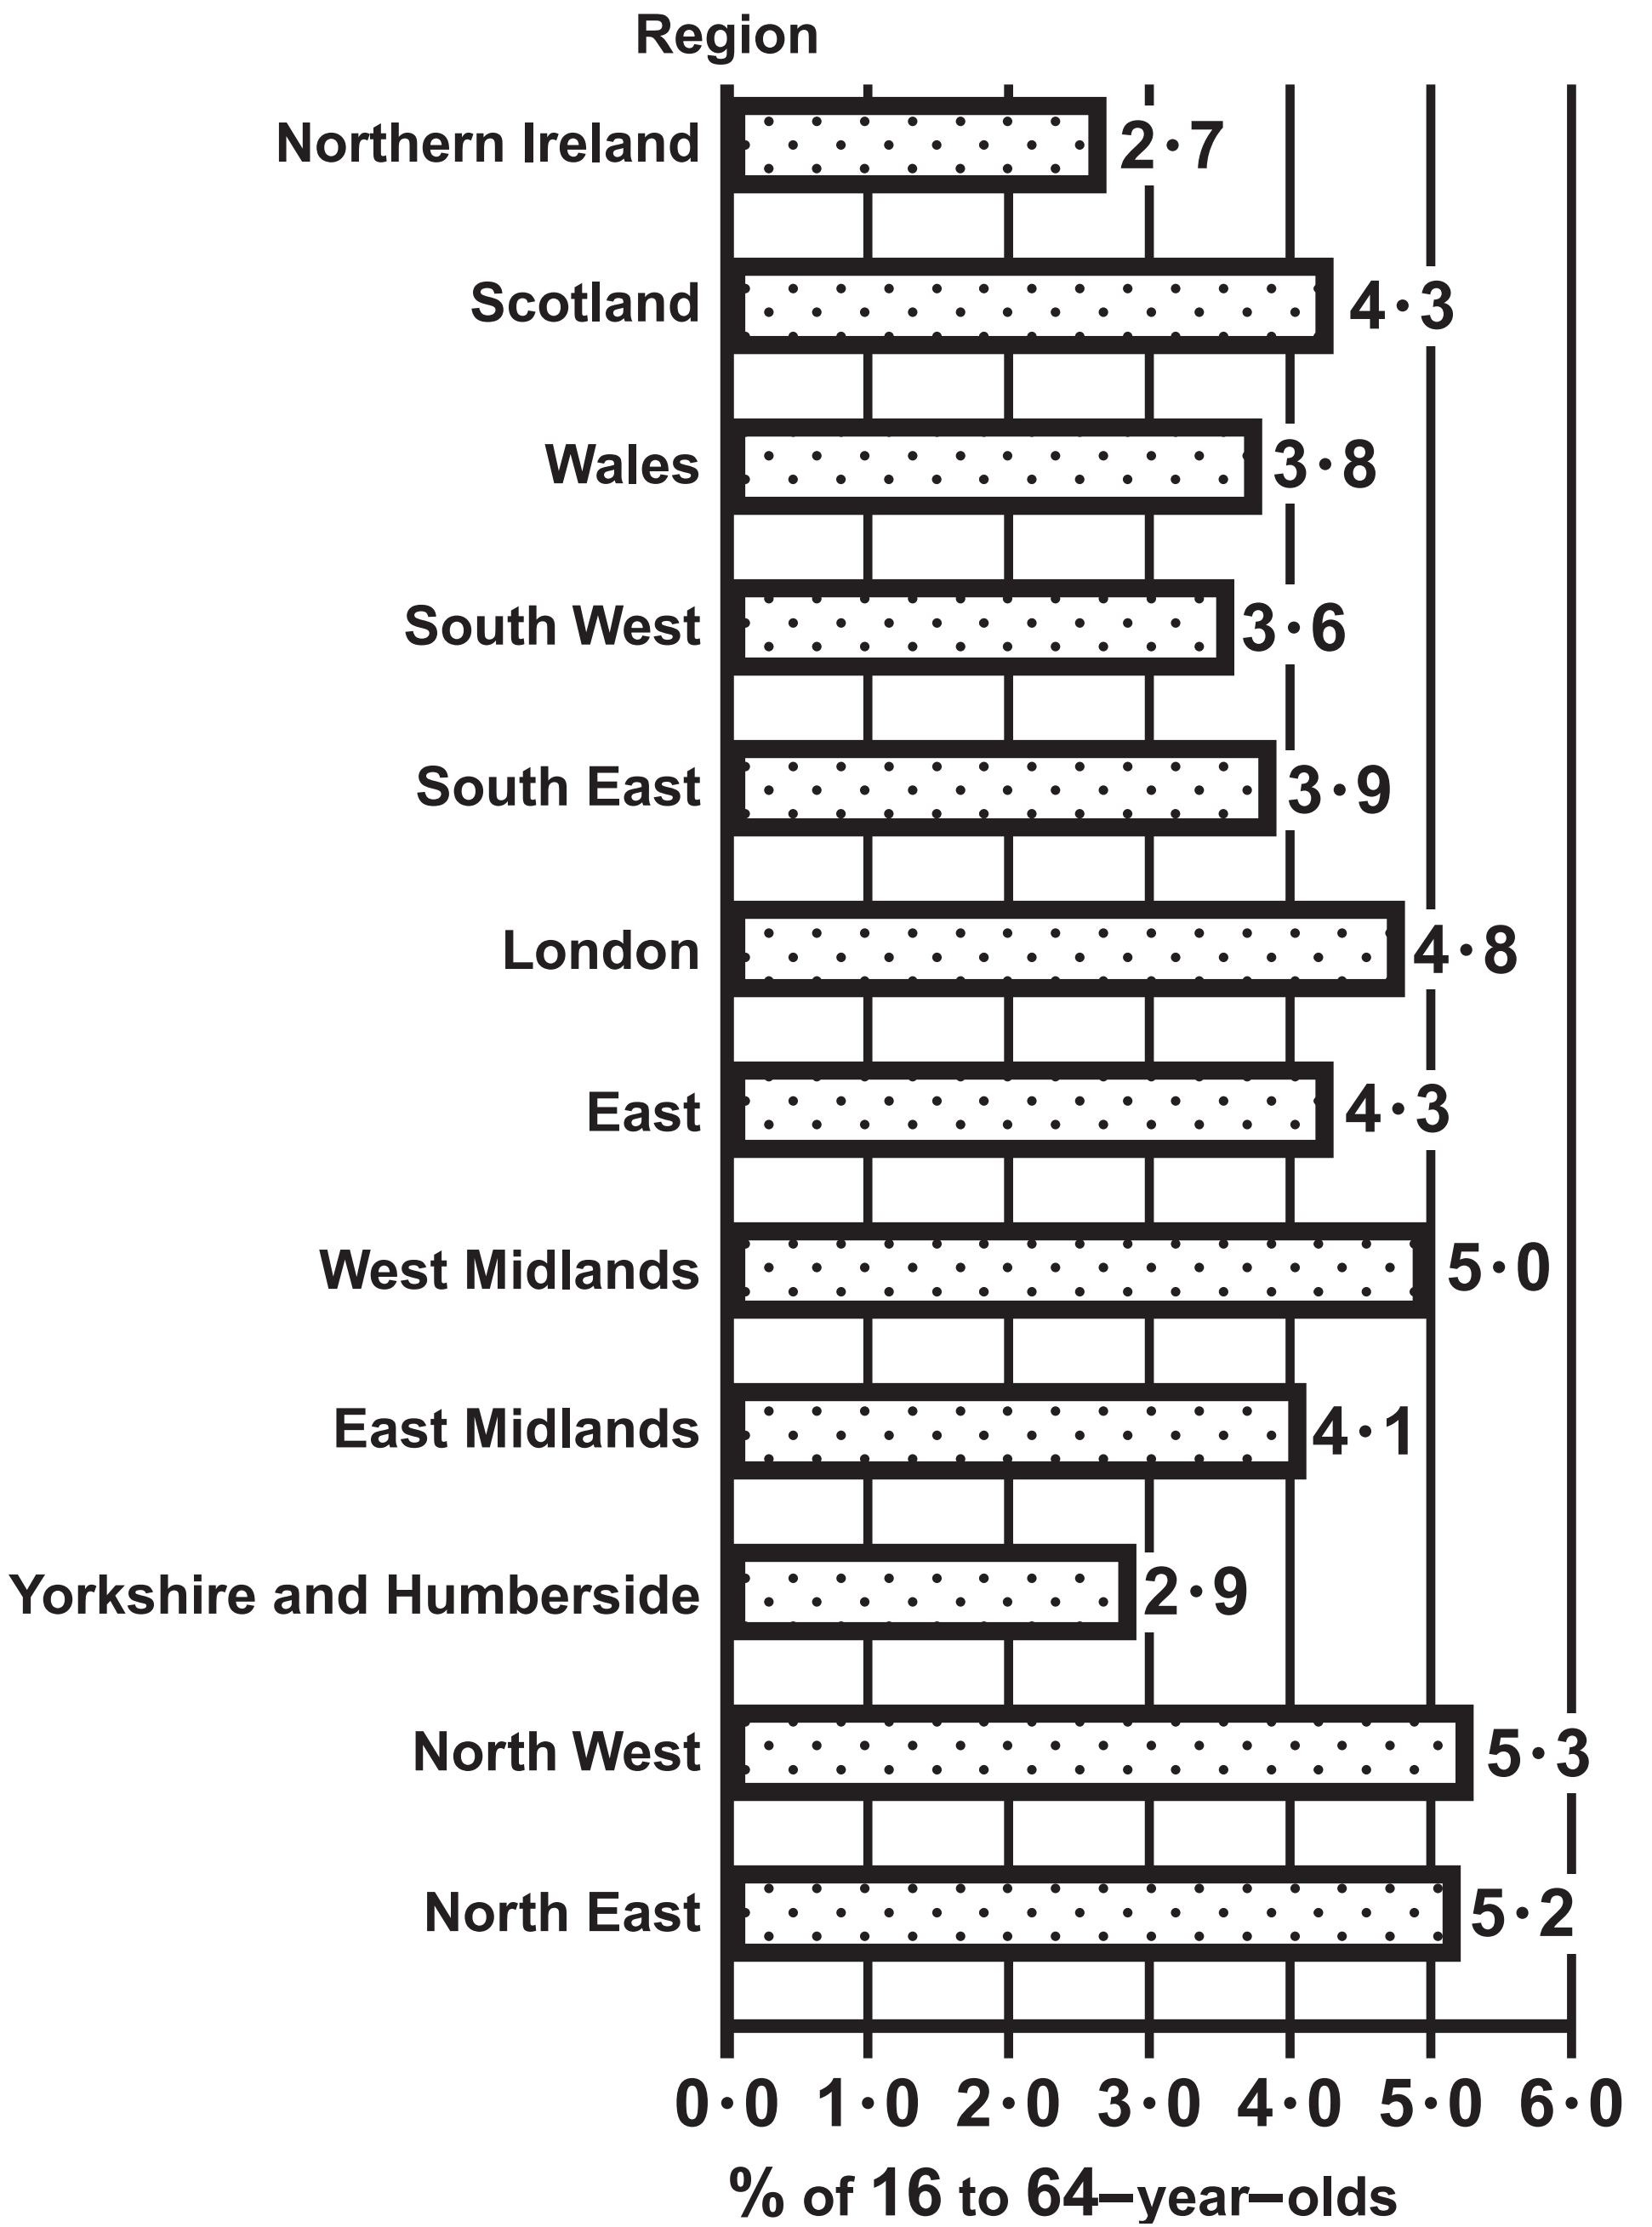 Region
Northern Ireland 2·7
Scotland 4·3
Wales 3·8
South West 3·6
South East 3·9
London 4·8
East 4·3
West Midlands 5·0
East Midlands 4·1
Yorkshire and Humberside 2·9
North West 5·3
North East 5·2
0·0 1·0 2·0 3·0 4·0 5·0 6·0
% of 16 to 64–year–olds